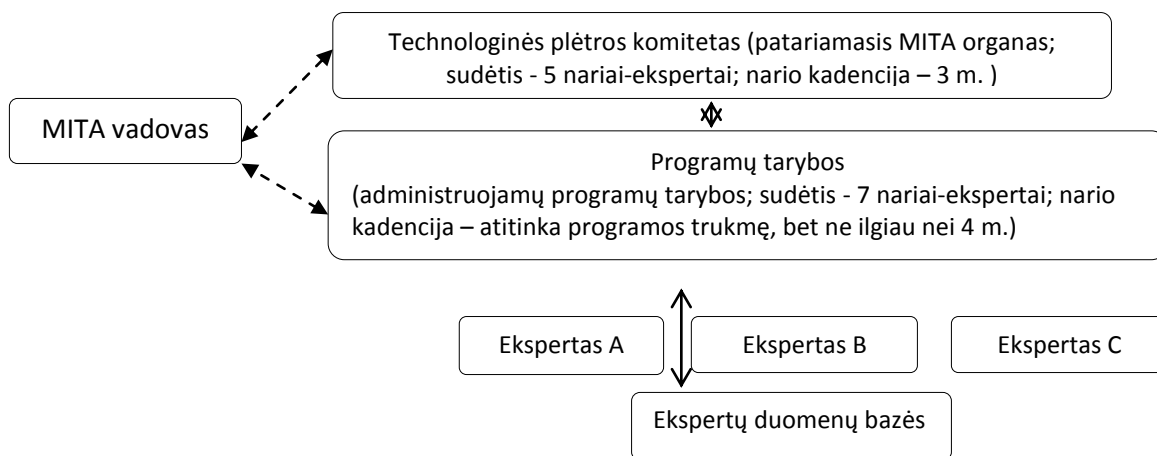 Technologinės plėtros komitetas (patariamasis MITA organas;
sudėtis - 5 nariai-ekspertai; nario kadencija – 3 m. )
MITA vadovas
Programų tarybos
(administruojamų programų tarybos; sudėtis - 7 nariai-ekspertai; nario
kadencija – atitinka programos trukmę, bet ne ilgiau nei 4 m.)
Ekspertas A
Ekspertas B
Ekspertas C
Ekspertų duomenų bazės